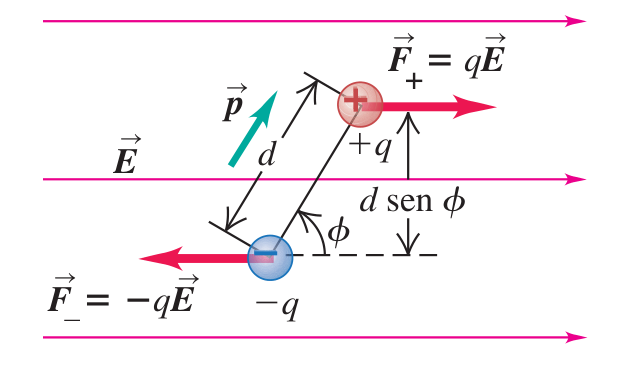 F⃗₊ = qE⃗
p⃗
+
d
+q
E⃗
d sen ϕ
ϕ
−
F⃗₋ = −qE⃗
−q